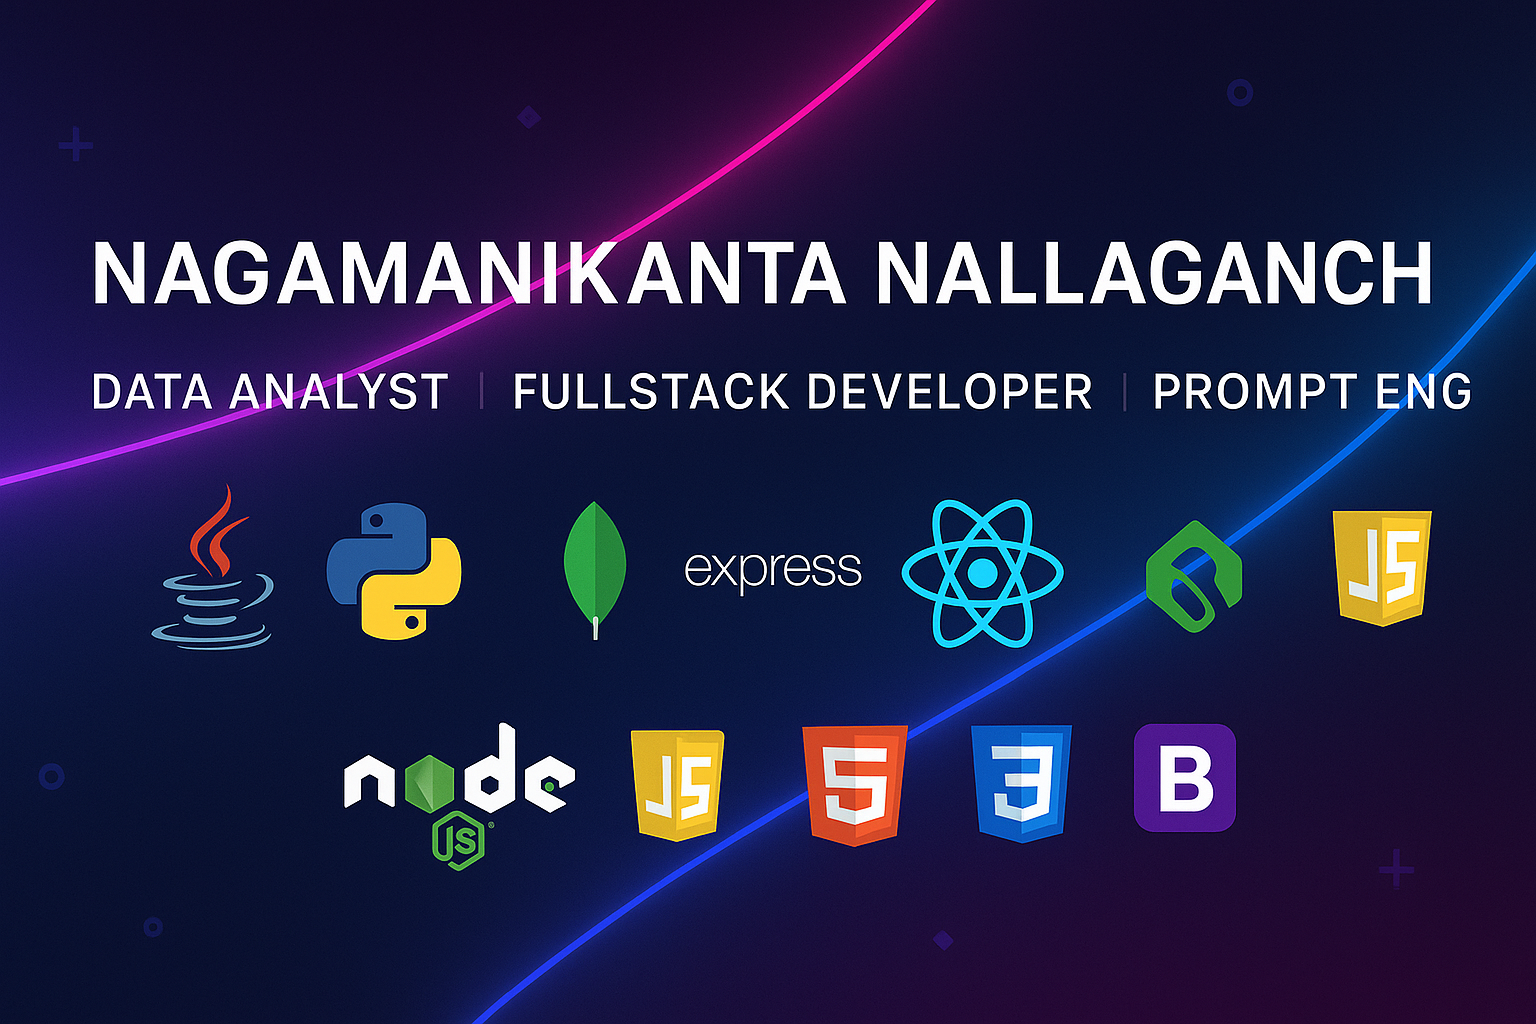 NAGAMANIKANTA NALLAGANCH
DATA ANALYST | FULLSTACK DEVELOPER | PROMPT ENG
express
JS
node
JS 5 3 B
JS